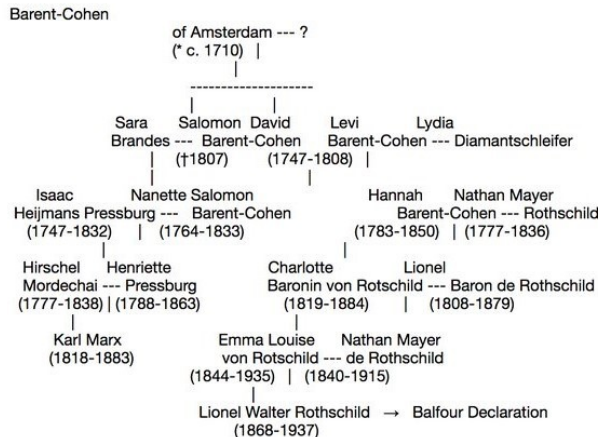 Barent-Cohen
of Amsterdam --- ?
(* c. 1710) |
|
--------------------
| |
Sara Salomon David Levi Lydia
Brandes --- Barent-Cohen Barent-Cohen --- Diamantschleifer
| (†1807) (1747-1808) |
| |
Isaac Nanette Salomon Hannah Nathan Mayer
Heijmans Pressburg --- Barent-Cohen Barent-Cohen --- Rothschild
(1747-1832) | (1764-1833) (1783-1850) | (1777-1836)
| |
Hirschel Henriette Charlotte Lionel
Mordechai --- Pressburg Baronin von Rotschild --- Baron de Rothschild
(1777-1838) | (1788-1863) (1819-1884) | (1808-1879)
| |
Karl Marx Emma Louise Nathan Mayer
(1818-1883) von Rotschild --- de Rothschild
(1844-1935) | (1840-1915)
|
Lionel Walter Rothschild → Balfour Declaration
(1868-1937)